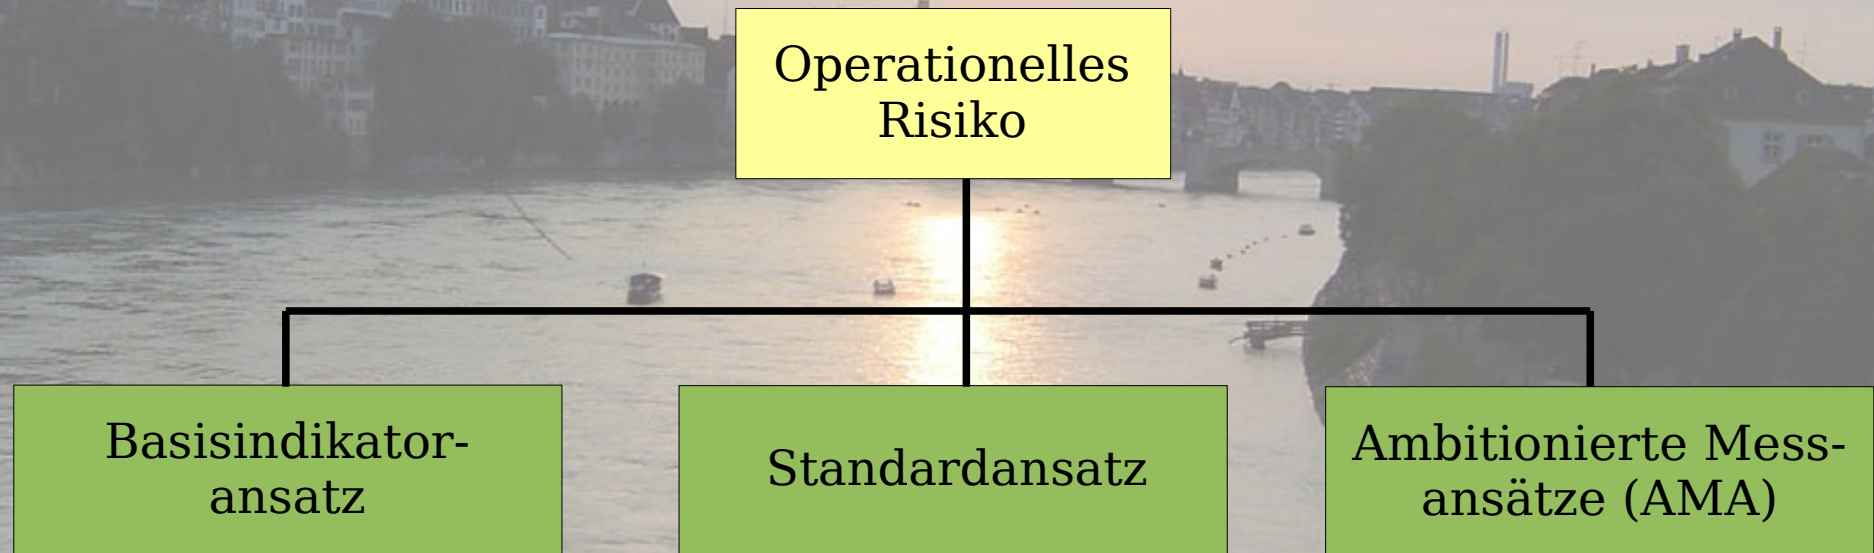 Operationelles
Risiko
Basisindikator-
ansatz
Standardansatz
Ambitionierte Mess-
ansätze (AMA)